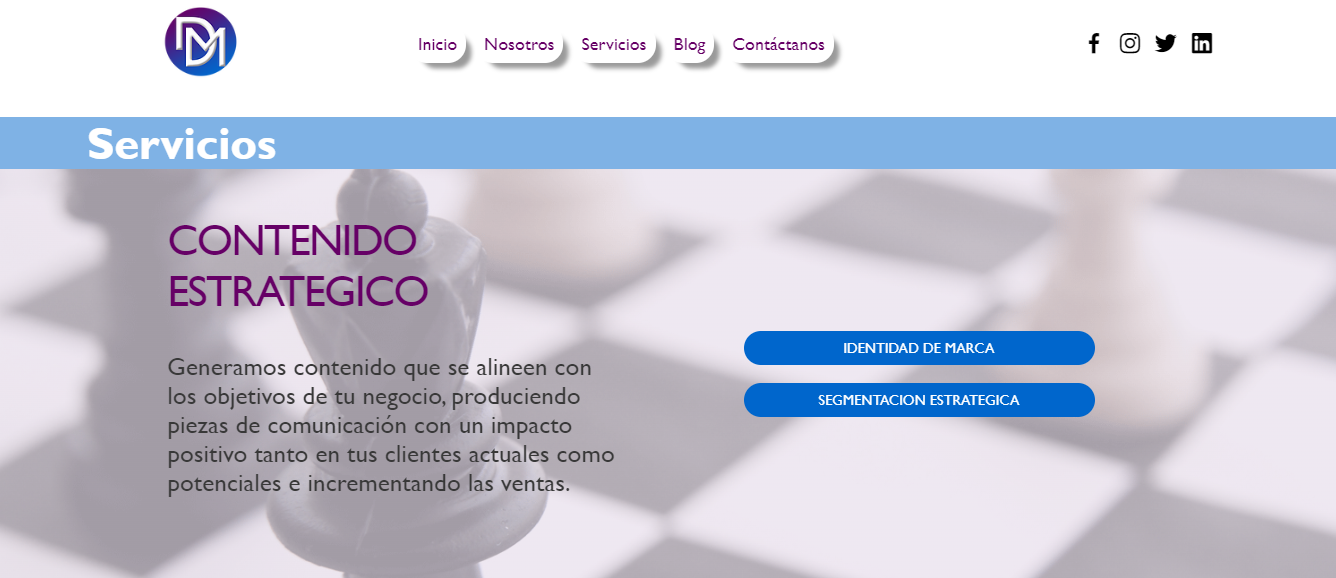 DM
Inicio Nosotros Servicios Blog Contáctanos
Servicios
CONTENIDO
ESTRATEGICO
Generamos contenido que se alineen con
los objetivos de tu negocio, produciendo
piezas de comunicación con un impacto
positivo tanto en tus clientes actuales como
potenciales e incrementando las ventas.
IDENTIDAD DE MARCA
SEGMENTACION ESTRATEGICA